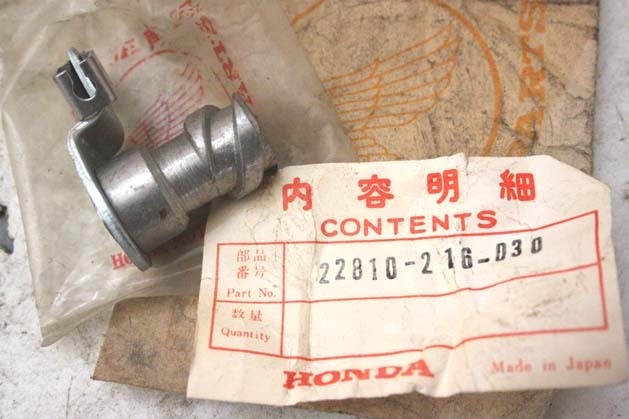 PARTS
内容明細
CONTENTS
部品
番号
Part No.
22810-216-030
数量
Quantity
HONDA
Made in Japan